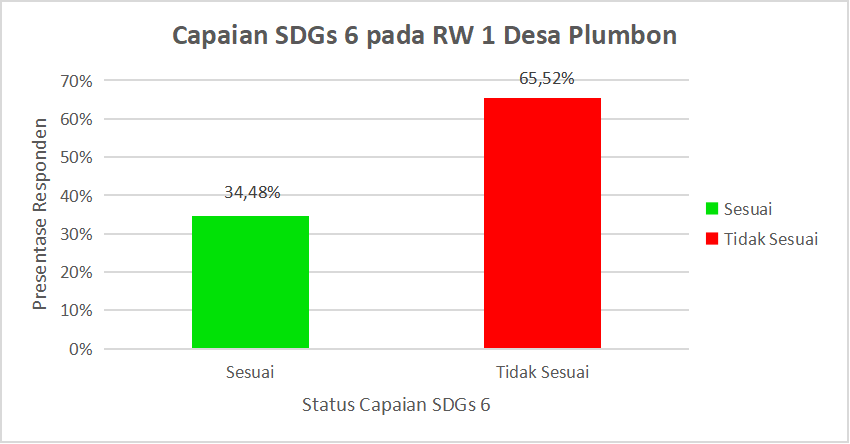 Capaian SDGs 6 pada RW 1 Desa Plumbon
Presentase Responden
70%
60%
50%
40%
30%
20%
10%
0%
34,48%
65,52%
Sesuai
Tidak Sesuai
Status Capaian SDGs 6
Sesuai
Tidak Sesuai